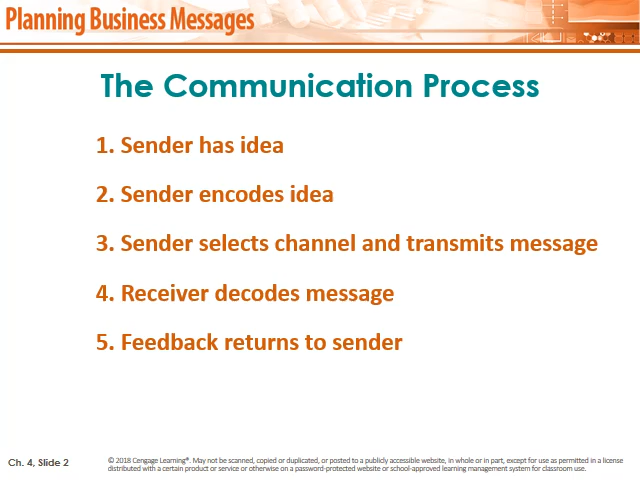 Planning Business Messages
The Communication Process
1. Sender has idea
2. Sender encodes idea
3. Sender selects channel and transmits message
4. Receiver decodes message
5. Feedback returns to sender
Ch. 4, Slide 2
© 2018 Cengage Learning®. May not be scanned, copied or duplicated, or posted to a publicly accessible website, in whole or in part, except for use as permitted in a license
distributed with a certain product or service or otherwise on a password-protected website or school-approved learning management system for classroom use.